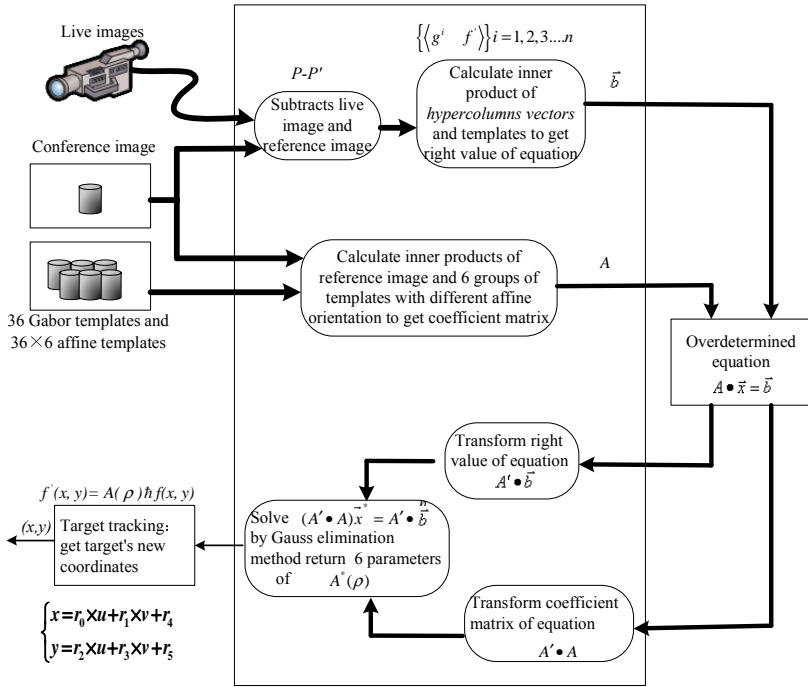 Live images
{⟨gⁱ f'⟩} i = 1, 2, 3....n
P-P'
Calculate inner
product of
hypercolumns vectors
and templates to get
right value of equation
b⃗
Subtracts live
image and
reference image
Conference image
Calculate inner products of
reference image and 6 groups of
templates with different affine
orientation to get coefficient matrix
A
36 Gabor templates and
36×6 affine templates
Overdetermined
equation
A • x⃗ = b⃗
Transform right
value of equation
A' • b⃗
f'(x, y) = A(ρ) ħ f(x, y)
(x,y)
Target tracking:
get target's new
coordinates
Solve (A' • A)x⃗* = A' • b⃗
by Gauss elimination
method return 6 parameters
of A*(ρ)
Transform coefficient
matrix of equation
A' • A
x = r₀×u+r₁×v+r₄
y = r₂×u+r₃×v+r₅